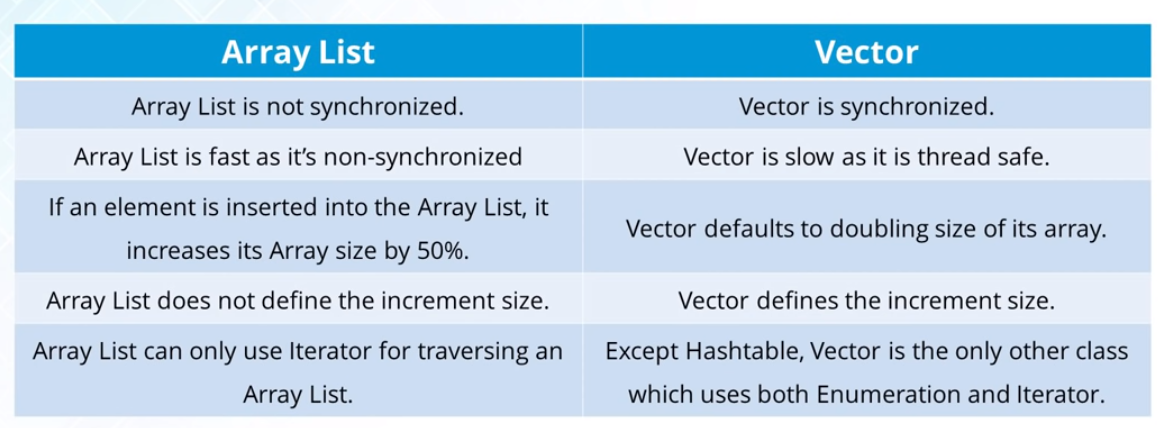 Array List
Vector
Array List is not synchronized.
Vector is synchronized.
Array List is fast as it's non-synchronized
Vector is slow as it is thread safe.
If an element is inserted into the Array List, it
increases its Array size by 50%.
Vector defaults to doubling size of its array.
Array List does not define the increment size.
Vector defines the increment size.
Array List can only use Iterator for traversing an
Array List.
Except Hashtable, Vector is the only other class
which uses both Enumeration and Iterator.